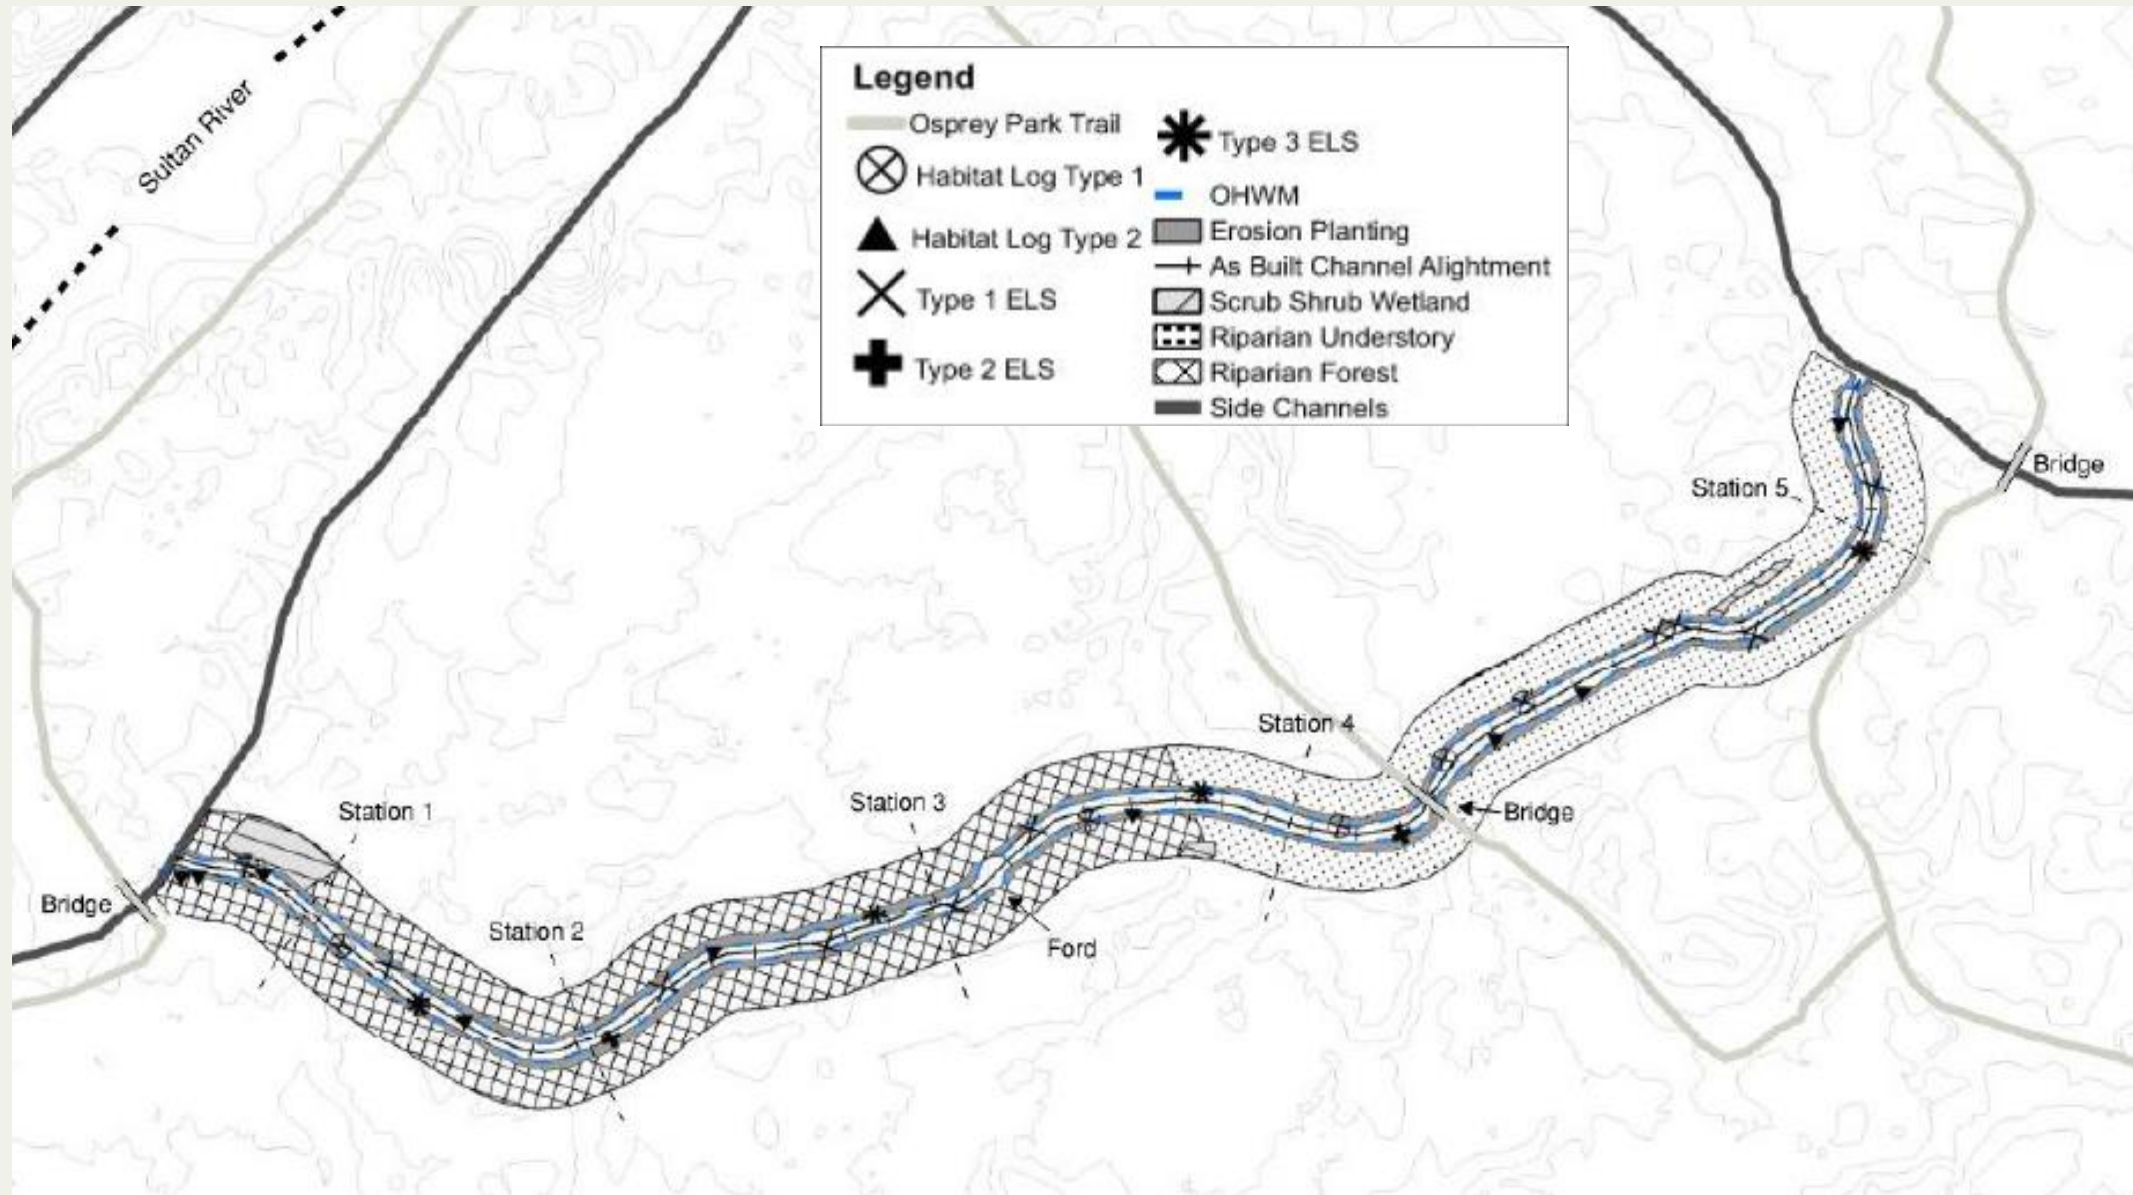 Sultan River
Legend
Osprey Park Trail
Habitat Log Type 1
Habitat Log Type 2
Type 1 ELS
Type 2 ELS
Type 3 ELS
OHWM
Erosion Planting
As Built Channel Alightment
Scrub Shrub Wetland
Riparian Understory
Riparian Forest
Side Channels
Bridge
Station 5
Station 4
Station 3
Station 1
Bridge
Bridge
Station 2
Ford